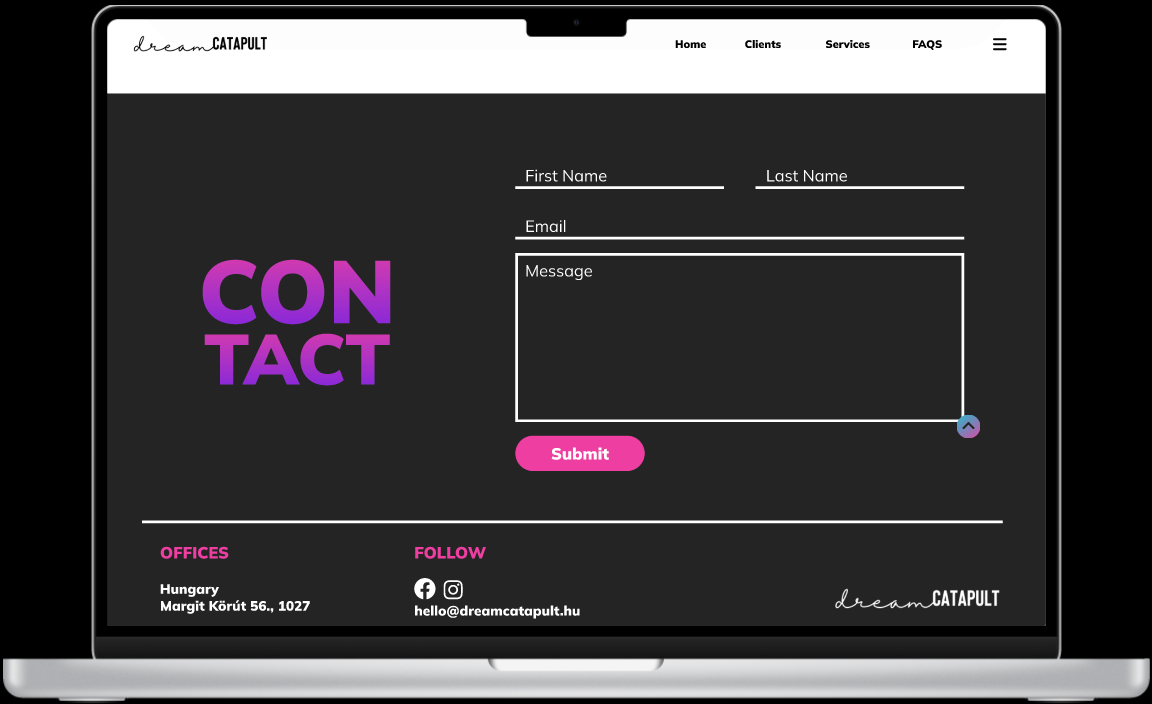 dreamCATAPULT
Home Clients Services FAQS
First Name Last Name
Email
Message
CON
TACT
Submit
OFFICES
Hungary
Margit Körút 56., 1027
FOLLOW
hello@dreamcatapult.hu
dreamCATAPULT